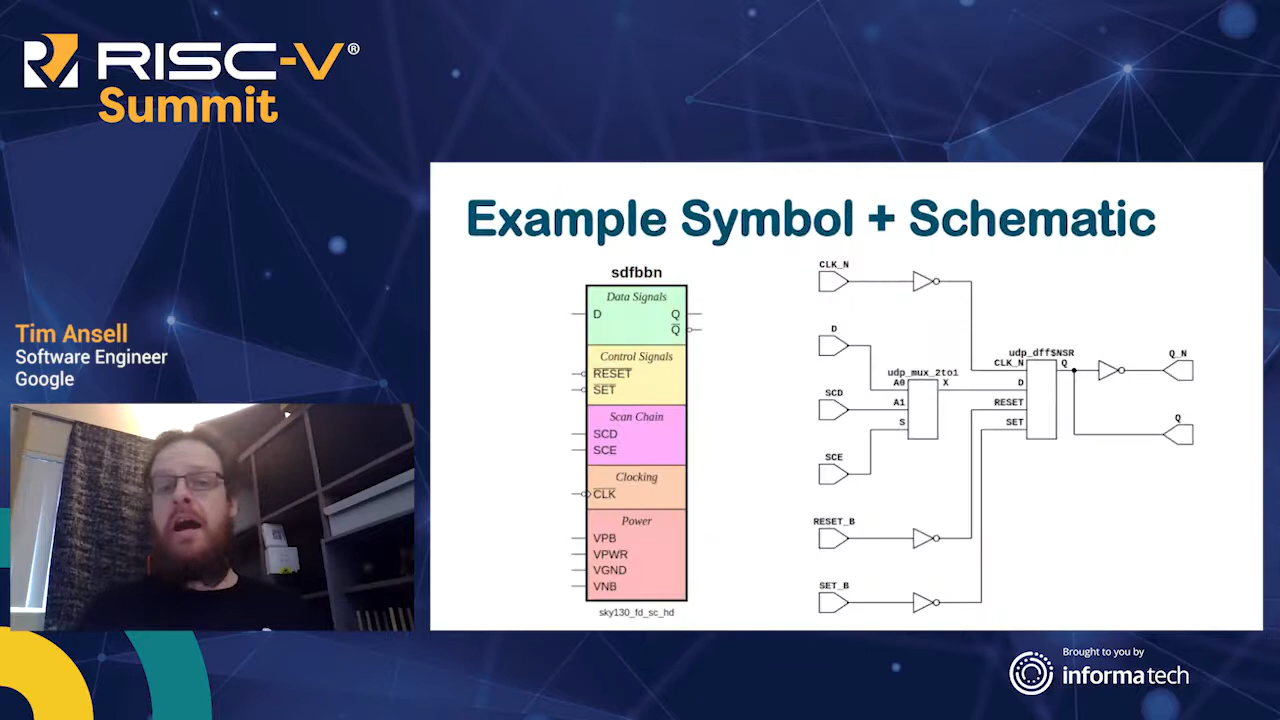 RISC-V®
Summit
Tim Ansell
Software Engineer
Google
Example Symbol + Schematic
sdfbbn
Data Signals
D Q
Q
Control Signals
RESET
SET
Scan Chain
SCD
SCE
Clocking
CLK
Power
VPB
VPWR
VGND
VNB
sky130_fd_sc_hd
CLK_N
D
SCD
SCE
RESET_B
SET_B
udp_mux_2to1
A0 X
A1
S
udp_dff$NSR
CLK_N Q
D
RESET
SET
Q_N
Q
Brought to you by
informa tech